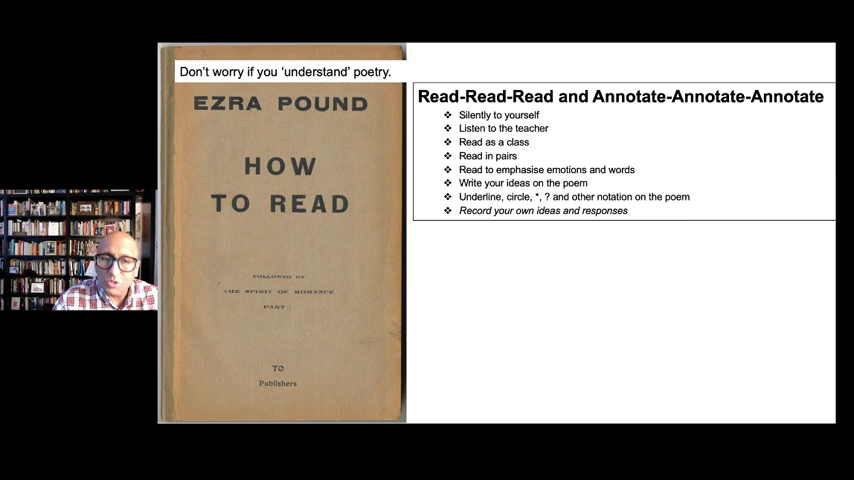 Don't worry if you 'understand' poetry.
EZRA POUND
HOW
TO READ
FOLLOWED BY
THE SPIRIT OF ROMANCE
PART I
TO
Publishers
Read-Read-Read and Annotate-Annotate-Annotate
❖ Silently to yourself
❖ Listen to the teacher
❖ Read as a class
❖ Read in pairs
❖ Read to emphasise emotions and words
❖ Write your ideas on the poem
❖ Underline, circle, *, ? and other notation on the poem
❖ Record your own ideas and responses